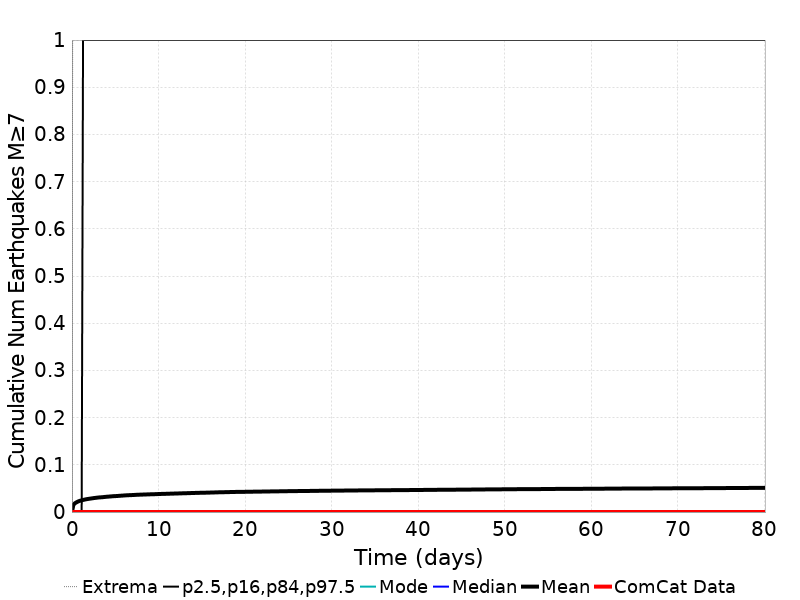 Cumulative Num Earthquakes M≥7
1
0.9
0.8
0.7
0.6
0.5
0.4
0.3
0.2
0.1
0
0 10 20 30 40 50 60 70 80
Time (days)
Extrema p2.5,p16,p84,p97.5 Mode Median Mean ComCat Data